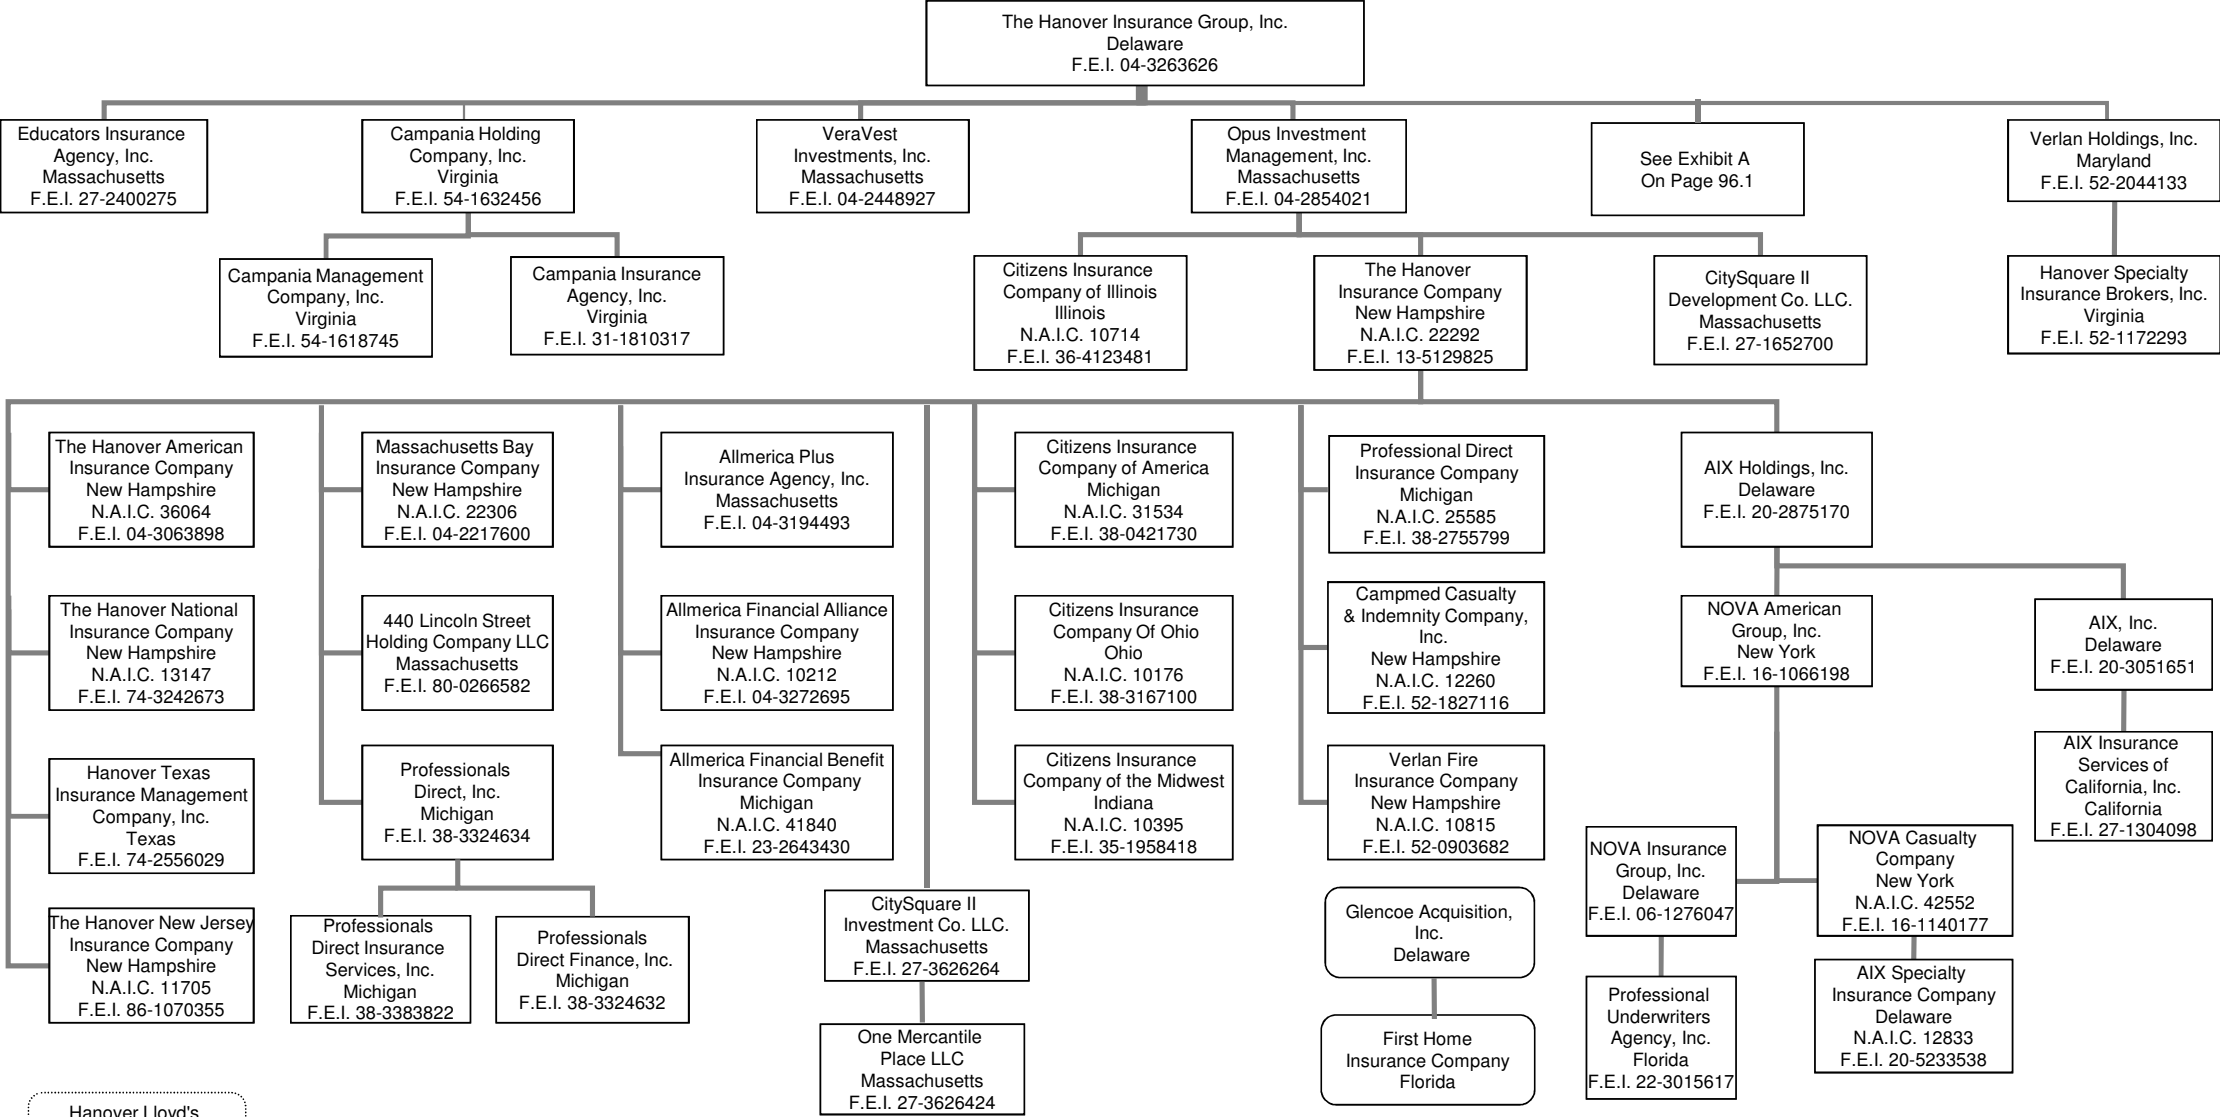 The Hanover Insurance Group, Inc.
Delaware
F.E.I. 04-3263626
Educators Insurance
Agency, Inc.
Massachusetts
F.E.I. 27-2400275
Campania Holding
Company, Inc.
Virginia
F.E.I. 54-1632456
VeraVest
Investments, Inc.
Massachusetts
F.E.I. 04-2448927
Opus Investment
Management, Inc.
Massachusetts
F.E.I. 04-2854021
See Exhibit A
On Page 96.1
Verlan Holdings, Inc.
Maryland
F.E.I. 52-2044133
Campania Management
Company, Inc.
Virginia
F.E.I. 54-1618745
Campania Insurance
Agency, Inc.
Virginia
F.E.I. 31-1810317
Citizens Insurance
Company of Illinois
Illinois
N.A.I.C. 10714
F.E.I. 36-4123481
The Hanover
Insurance Company
New Hampshire
N.A.I.C. 22292
F.E.I. 13-5129825
CitySquare II
Development Co. LLC.
Massachusetts
F.E.I. 27-1652700
Hanover Specialty
Insurance Brokers, Inc.
Virginia
F.E.I. 52-1172293
The Hanover American
Insurance Company
New Hampshire
N.A.I.C. 36064
F.E.I. 04-3063898
Massachusetts Bay
Insurance Company
New Hampshire
N.A.I.C. 22306
F.E.I. 04-2217600
Allmerica Plus
Insurance Agency, Inc.
Massachusetts
F.E.I. 04-3194493
Citizens Insurance
Company of America
Michigan
N.A.I.C. 31534
F.E.I. 38-0421730
Professional Direct
Insurance Company
Michigan
N.A.I.C. 25585
F.E.I. 38-2755799
AIX Holdings, Inc.
Delaware
F.E.I. 20-2875170
The Hanover National
Insurance Company
New Hampshire
N.A.I.C. 13147
F.E.I. 74-3242673
440 Lincoln Street
Holding Company LLC
Massachusetts
F.E.I. 80-0266582
Allmerica Financial Alliance
Insurance Company
New Hampshire
N.A.I.C. 10212
F.E.I. 04-3272695
Citizens Insurance
Company Of Ohio
Ohio
N.A.I.C. 10176
F.E.I. 38-3167100
Campmed Casualty
& Indemnity Company,
Inc.
New Hampshire
N.A.I.C. 12260
F.E.I. 52-1827116
NOVA American
Group, Inc.
New York
F.E.I. 16-1066198
AIX, Inc.
Delaware
F.E.I. 20-3051651
Hanover Texas
Insurance Management
Company, Inc.
Texas
F.E.I. 74-2556029
Professionals
Direct, Inc.
Michigan
F.E.I. 38-3324634
Allmerica Financial Benefit
Insurance Company
Michigan
N.A.I.C. 41840
F.E.I. 23-2643430
Citizens Insurance
Company of the Midwest
Indiana
N.A.I.C. 10395
F.E.I. 35-1958418
Verlan Fire
Insurance Company
New Hampshire
N.A.I.C. 10815
F.E.I. 52-0903682
AIX Insurance
Services of
California, Inc.
California
F.E.I. 27-1304098
NOVA Insurance
Group, Inc.
Delaware
F.E.I. 06-1276047
NOVA Casualty
Company
New York
N.A.I.C. 42552
F.E.I. 16-1140177
The Hanover New Jersey
Insurance Company
New Hampshire
N.A.I.C. 11705
F.E.I. 86-1070355
Professionals
Direct Insurance
Services, Inc.
Michigan
F.E.I. 38-3383822
Professionals
Direct Finance, Inc.
Michigan
F.E.I. 38-3324632
CitySquare II
Investment Co. LLC.
Massachusetts
F.E.I. 27-3626264
Glencoe Acquisition,
Inc.
Delaware
Professional
Underwriters
Agency, Inc.
Florida
F.E.I. 22-3015617
AIX Specialty
Insurance Company
Delaware
N.A.I.C. 12833
F.E.I. 20-5233538
One Mercantile
Place LLC
Massachusetts
F.E.I. 27-3626424
First Home
Insurance Company
Florida
Hanover Lloyd's